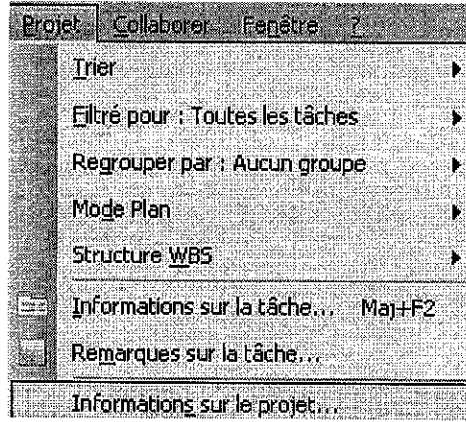 Projet Collaborer Fenêtre ?
Trier
Filtré pour : Toutes les tâches
Regrouper par : Aucun groupe
Mode Plan
Structure WBS
Informations sur la tâche... Maj+F2
Remarques sur la tâche...
Informations sur le projet...